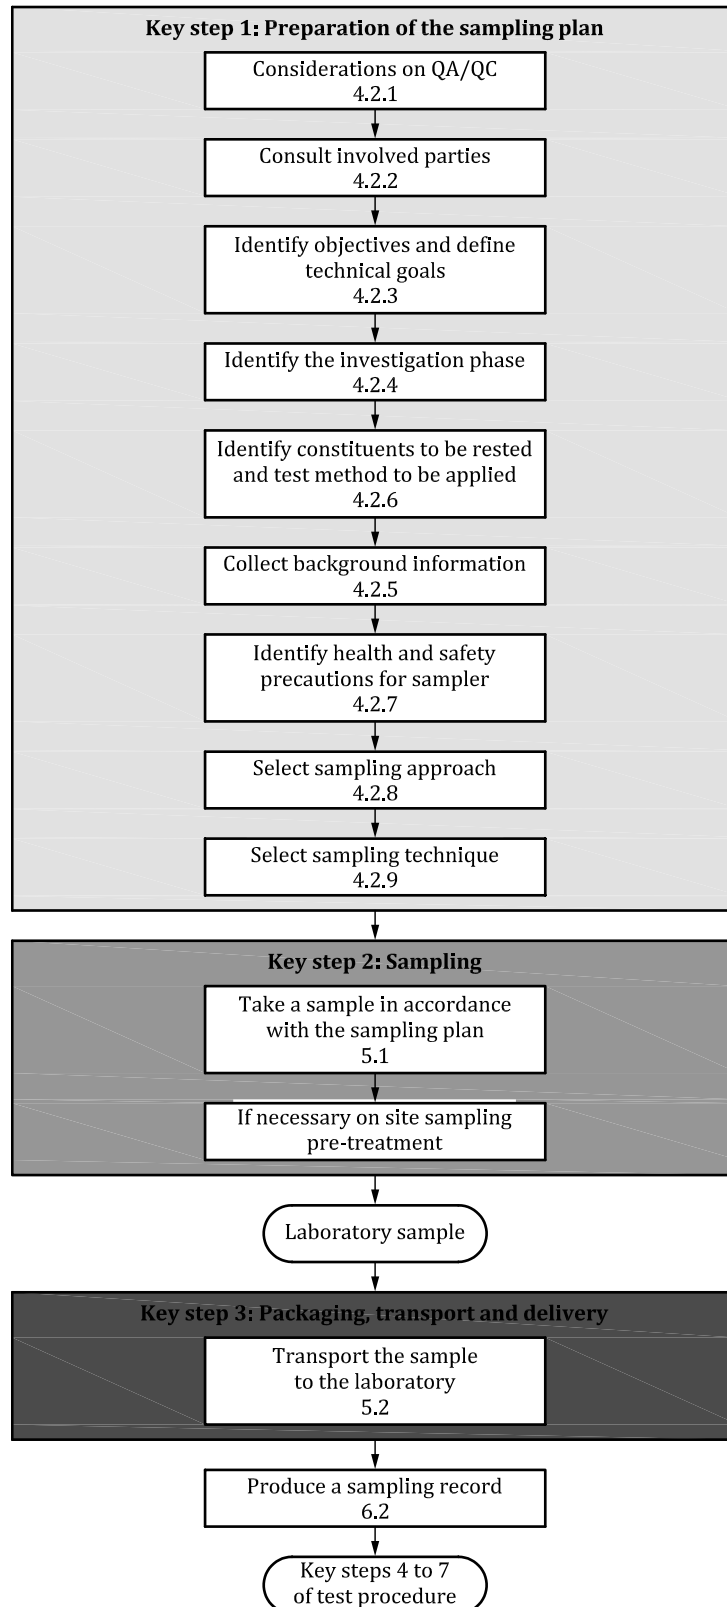 Key step 1: Preparation of the sampling plan
Considerations on QA/QC
4.2.1
Consult involved parties
4.2.2
Identify objectives and define
technical goals
4.2.3
Identify the investigation phase
4.2.4
Identify constituents to be rested
and test method to be applied
4.2.6
Collect background information
4.2.5
Identify health and safety
precautions for sampler
4.2.7
Select sampling approach
4.2.8
Select sampling technique
4.2.9
Key step 2: Sampling
Take a sample in accordance
with the sampling plan
5.1
If necessary on site sampling
pre-treatment
Laboratory sample
Key step 3: Packaging, transport and delivery
Transport the sample
to the laboratory
5.2
Produce a sampling record
6.2
Key steps 4 to 7
of test procedure